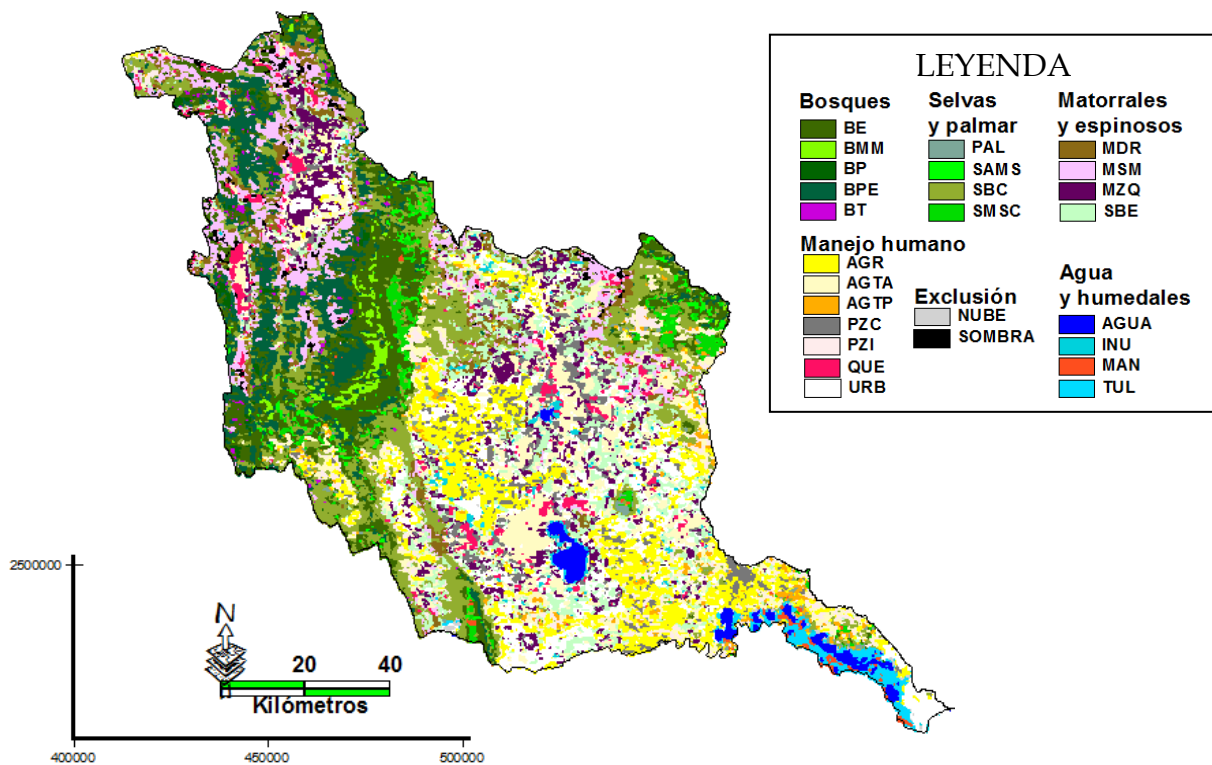 LEYENDA
Bosques
BE
BMM
BP
BPE
BT
Selvas
y palmar
PAL
SAMS
SBC
SMSC
Matorrales
y espinosos
MDR
MSM
MZQ
SBE
Manejo humano
AGR
AGTA
AGTP
PZC
PZI
QUE
URB
Exclusión
NUBE
SOMBRA
Agua
y humedales
AGUA
INU
MAN
TUL
2500000
N
20 40
Kilómetros
400000 450000 500000